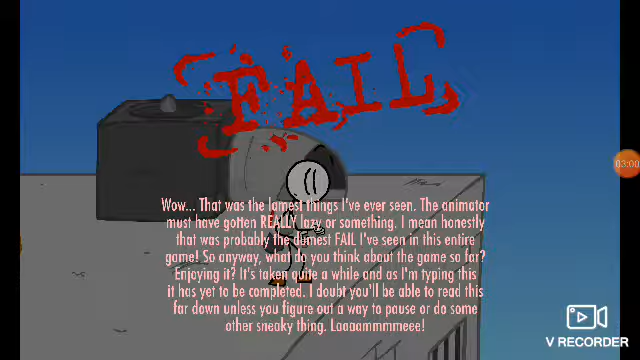 FAIL
Wow... That was the lamest things I've ever seen. The animator
must have gotten REALLY lazy or something. I mean honestly
that was probably the dumest FAIL I've seen in this entire
game! So anyway, what do you think about the game so far?
Enjoying it? It's taken quite a while and as I'm typing this
it has yet to be completed. I doubt you'll be able to read this
far down unless you figure out a way to pause or do some
other sneaky thing. Laaaammmmeee!
03:00
V RECORDER